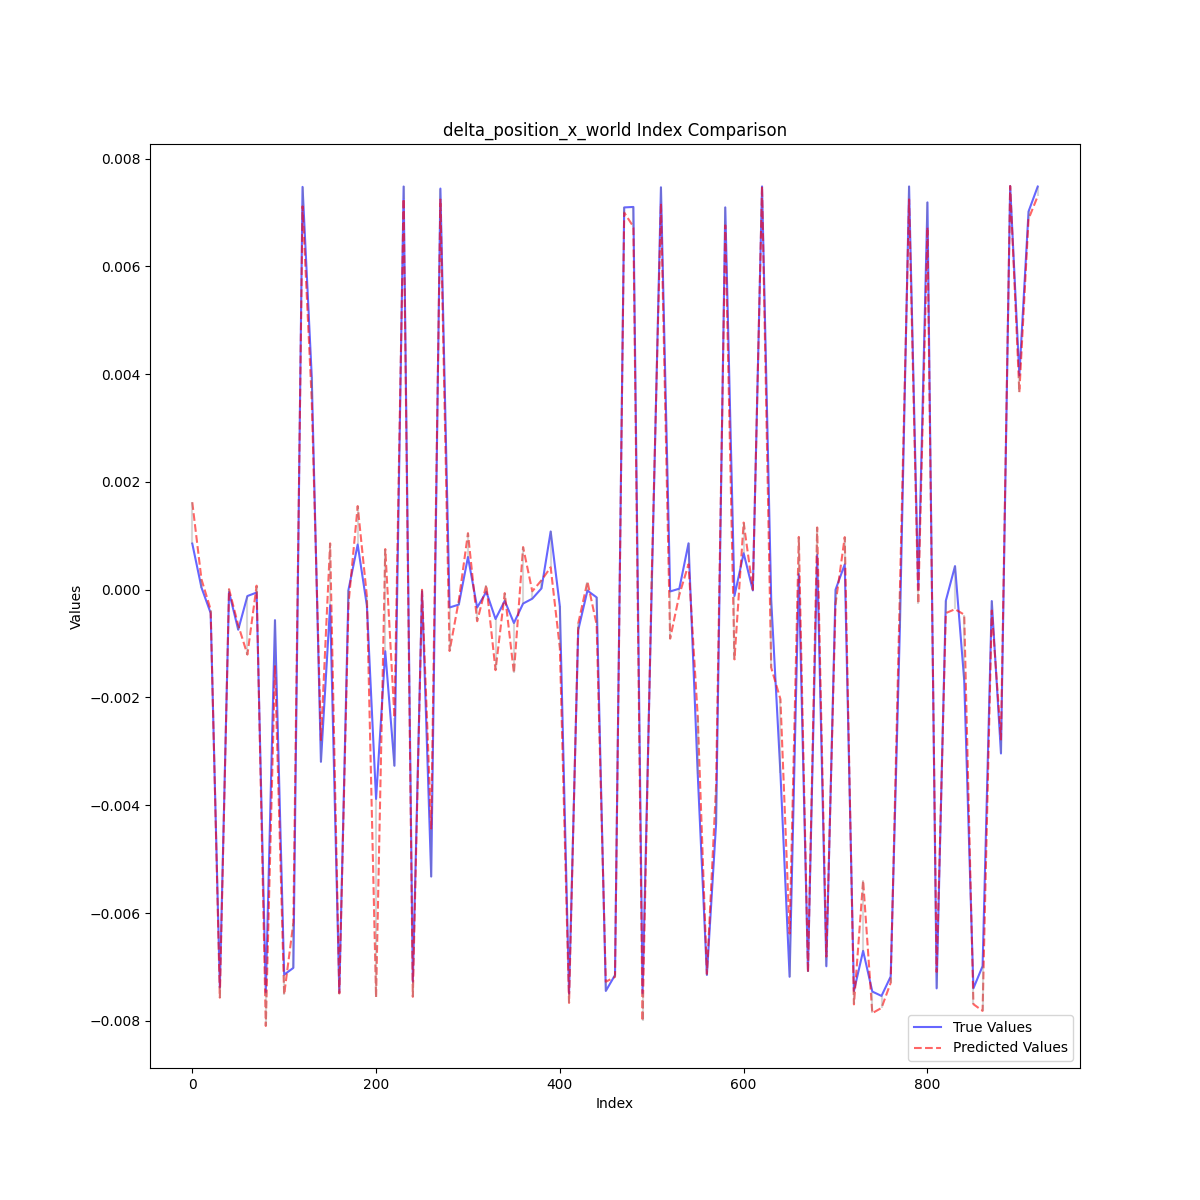 delta_position_x_world Index Comparison
0.008
0.006
0.004
0.002
0.000
−0.002
−0.004
−0.006
−0.008
Values
0
200
400
600
800
Index
True Values
Predicted Values